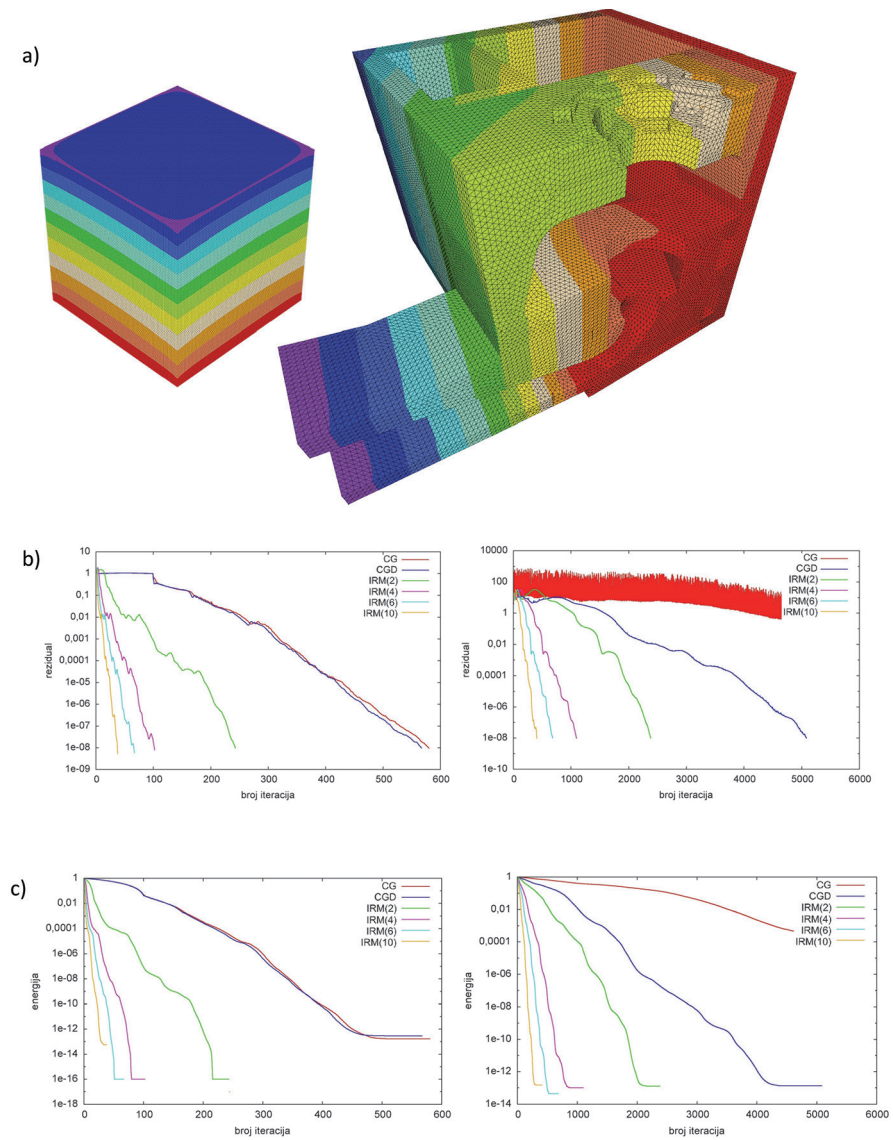 a)
b)
10
1
0,1
0,01
0,001
0,0001
1e-05
1e-06
1e-07
1e-08
1e-09
rezidual
0
100
200
300
400
500
600
broj iteracija
CG
CGD
IRM(2)
IRM(4)
IRM(6)
IRM(10)
10000
100
1
0,01
0,0001
1e-06
1e-08
1e-10
rezidual
0
1000
2000
3000
4000
5000
6000
broj iteracija
CG
CGD
IRM(2)
IRM(4)
IRM(6)
IRM(10)
c)
1
0,01
0,0001
1e-06
1e-08
1e-10
1e-12
1e-14
1e-16
1e-18
energija
0
100
200
300
400
500
600
broj iteracija
CG
CGD
IRM(2)
IRM(4)
IRM(6)
IRM(10)
1
0,01
0,0001
1e-06
1e-08
1e-10
1e-12
1e-14
energija
0
1000
2000
3000
4000
5000
6000
broj iteracija
CG
CGD
IRM(2)
IRM(4)
IRM(6)
IRM(10)